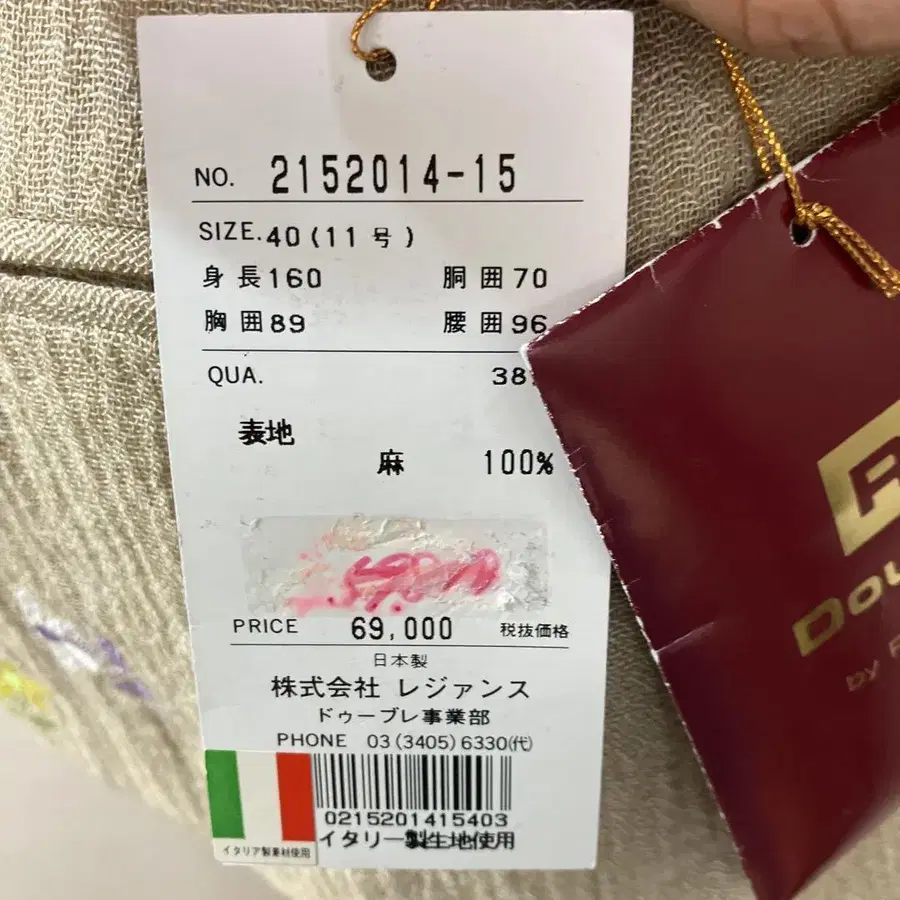 NO. 2152014-15
SIZE. 40 (11号)
身長160 胴囲70
胸囲89 腰囲96
QUA. 38
表地
麻 100%
PRICE 69,000 税抜価格
日本製
株式会社 レジァンス
ドゥーブレ事業部
PHONE 03(3405)6330(代)
0215201415403
イタリー製生地使用
イタリア製素材使用
R
DOU
BY